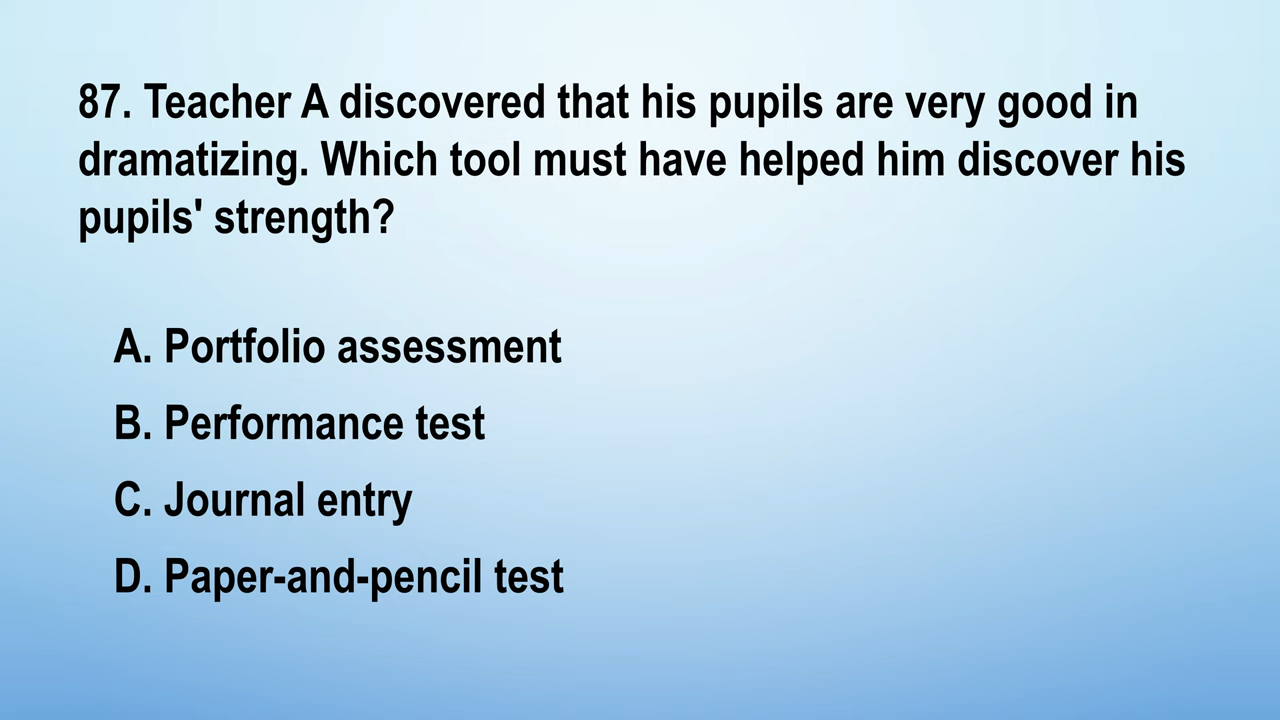 87. Teacher A discovered that his pupils are very good in
dramatizing. Which tool must have helped him discover his
pupils' strength?
A. Portfolio assessment
B. Performance test
C. Journal entry
D. Paper-and-pencil test